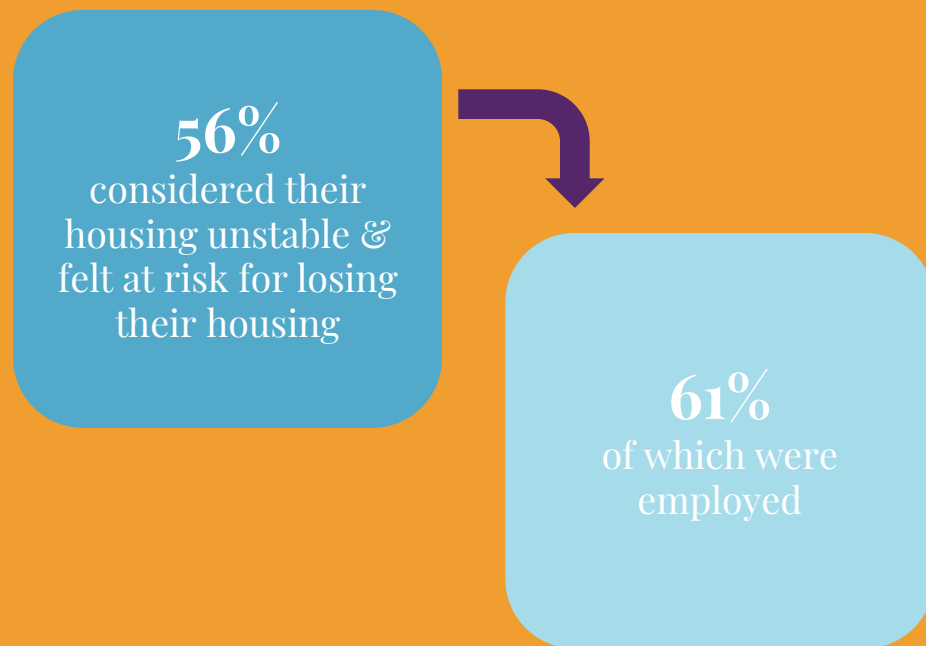 56%
considered their
housing unstable &
felt at risk for losing
their housing
61%
of which were
employed